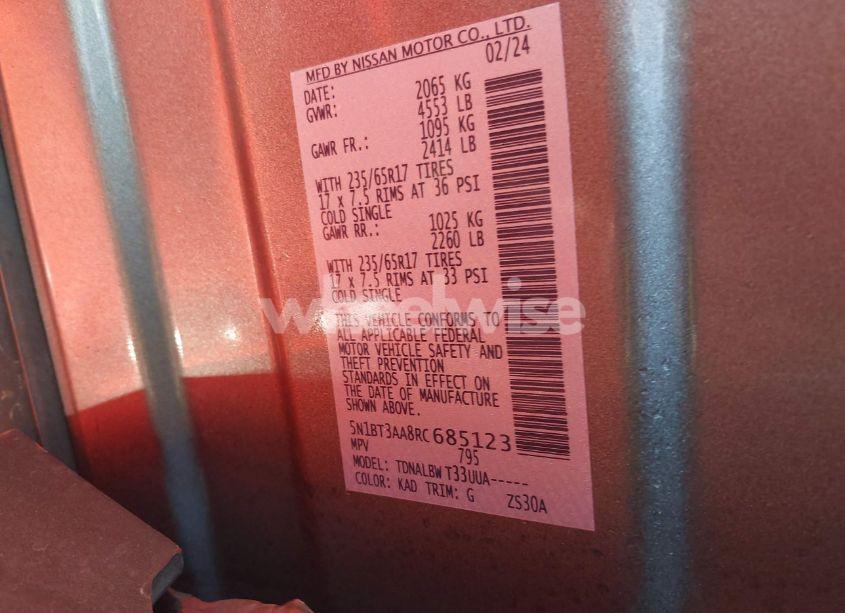 MFD BY NISSAN MOTOR CO., LTD.
DATE: 02/24
GVWR: 2065 KG
4553 LB
GAWR FR.: 1095 KG
2414 LB
WITH 235/65R17 TIRES
17 x 7.5 RIMS AT 36 PSI
COLD SINGLE
GAWR RR.: 1025 KG
2260 LB
WITH 235/65R17 TIRES
17 x 7.5 RIMS AT 33 PSI
COLD SINGLE
wheelwise
THIS VEHICLE CONFORMS TO
ALL APPLICABLE FEDERAL
MOTOR VEHICLE SAFETY AND
THEFT PREVENTION
STANDARDS IN EFFECT ON
THE DATE OF MANUFACTURE
SHOWN ABOVE.
5N1BT3AA8RC685123
MPV 795
MODEL: TDNALBW T33UUA-----
COLOR: KAD TRIM: G ZS30A